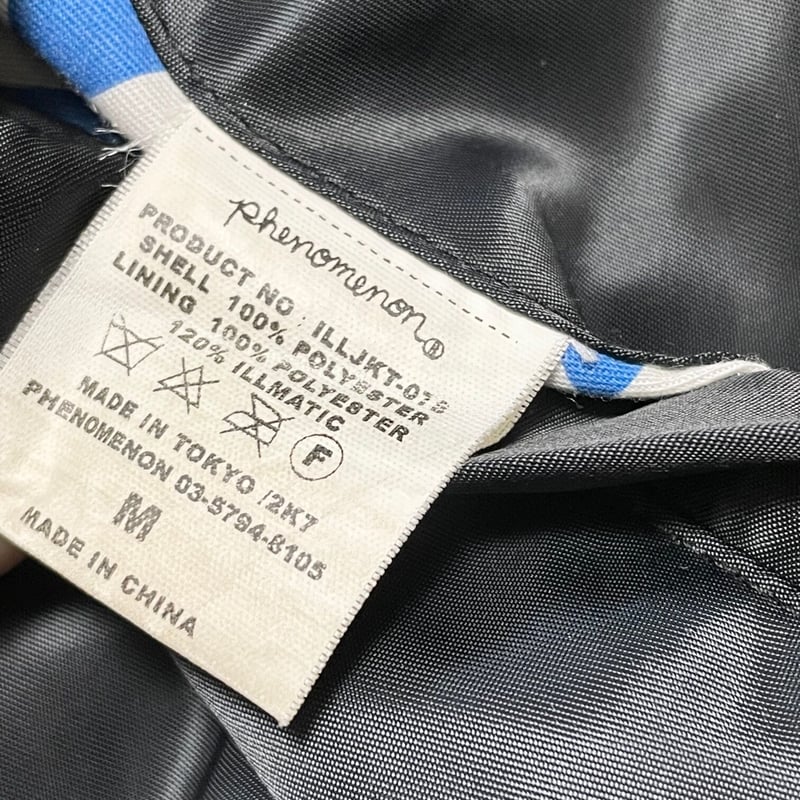 phenomenon®
PRODUCT NO : ILLJKT-
SHELL 100% POLYESTER
LINING 100% POLYESTER
120% ILLMATIC
F
MADE IN TOKYO /2K7
PHENOMENON 03-5794-8105
M
MADE IN CHINA